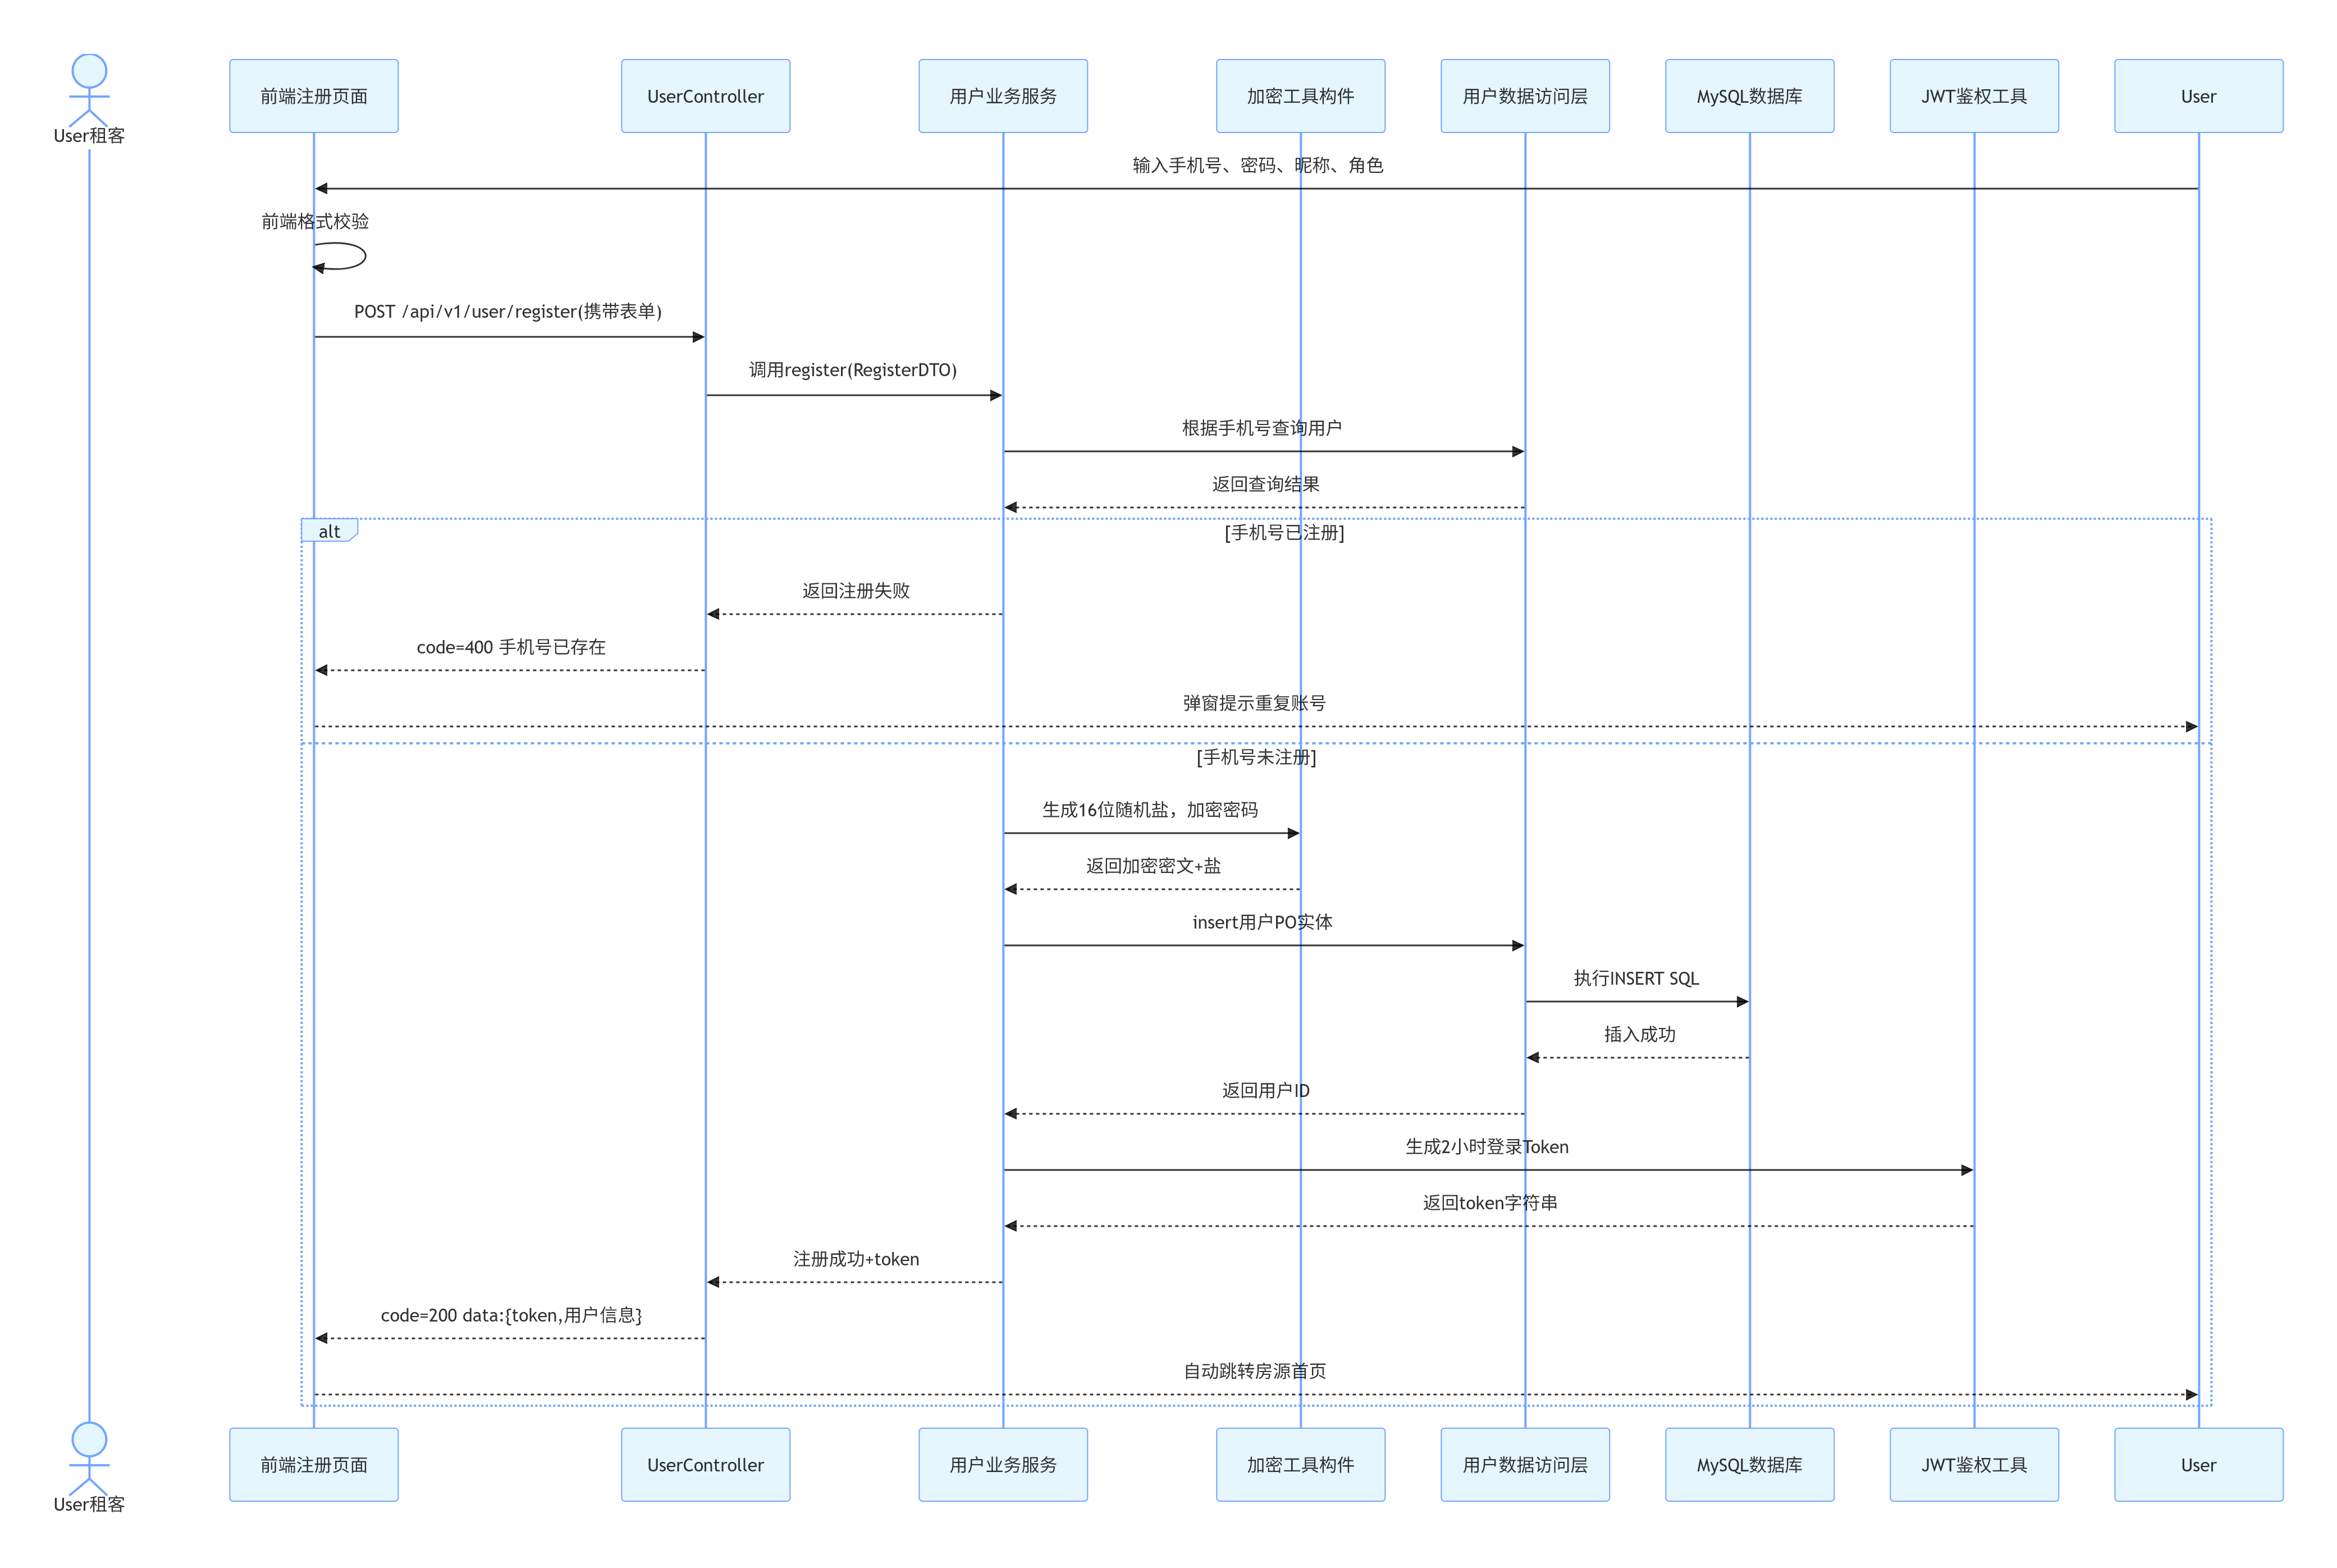 User租客
前端注册页面
UserController
用户业务服务
加密工具构件
用户数据访问层
MySQL数据库
JWT鉴权工具
User
输入手机号、密码、昵称、角色
前端格式校验
POST /api/v1/user/register(携带表单)
调用register(RegisterDTO)
根据手机号查询用户
返回查询结果
alt
[手机号已注册]
返回注册失败
code=400 手机号已存在
弹窗提示重复账号
[手机号未注册]
生成16位随机盐，加密密码
返回加密密文+盐
insert用户PO实体
执行INSERT SQL
插入成功
返回用户ID
生成2小时登录Token
返回token字符串
注册成功+token
code=200 data:{token,用户信息}
自动跳转房源首页
User租客
前端注册页面
UserController
用户业务服务
加密工具构件
用户数据访问层
MySQL数据库
JWT鉴权工具
User